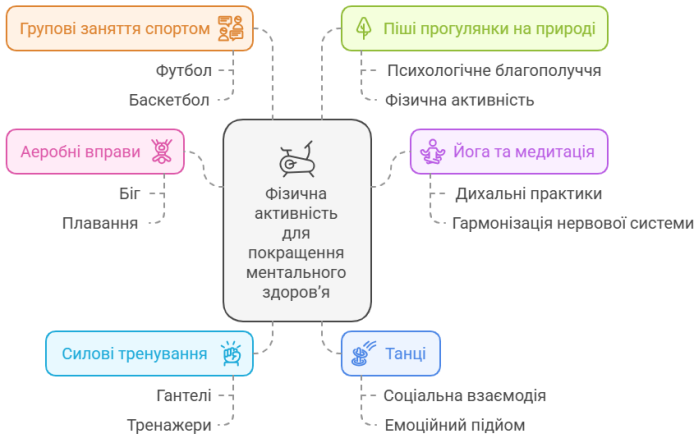 Групові заняття спортом
Футбол
Баскетбол
Піші прогулянки на природі
Психологічне благополуччя
Фізична активність
Аеробні вправи
Біг
Плавання
Фізична
активність
для
покращення
ментального
здоров'я
Йога та медитація
Дихальні практики
Гармонізація нервової системи
Силові тренування
Гантелі
Тренажери
Танці
Соціальна взаємодія
Емоційний підйом